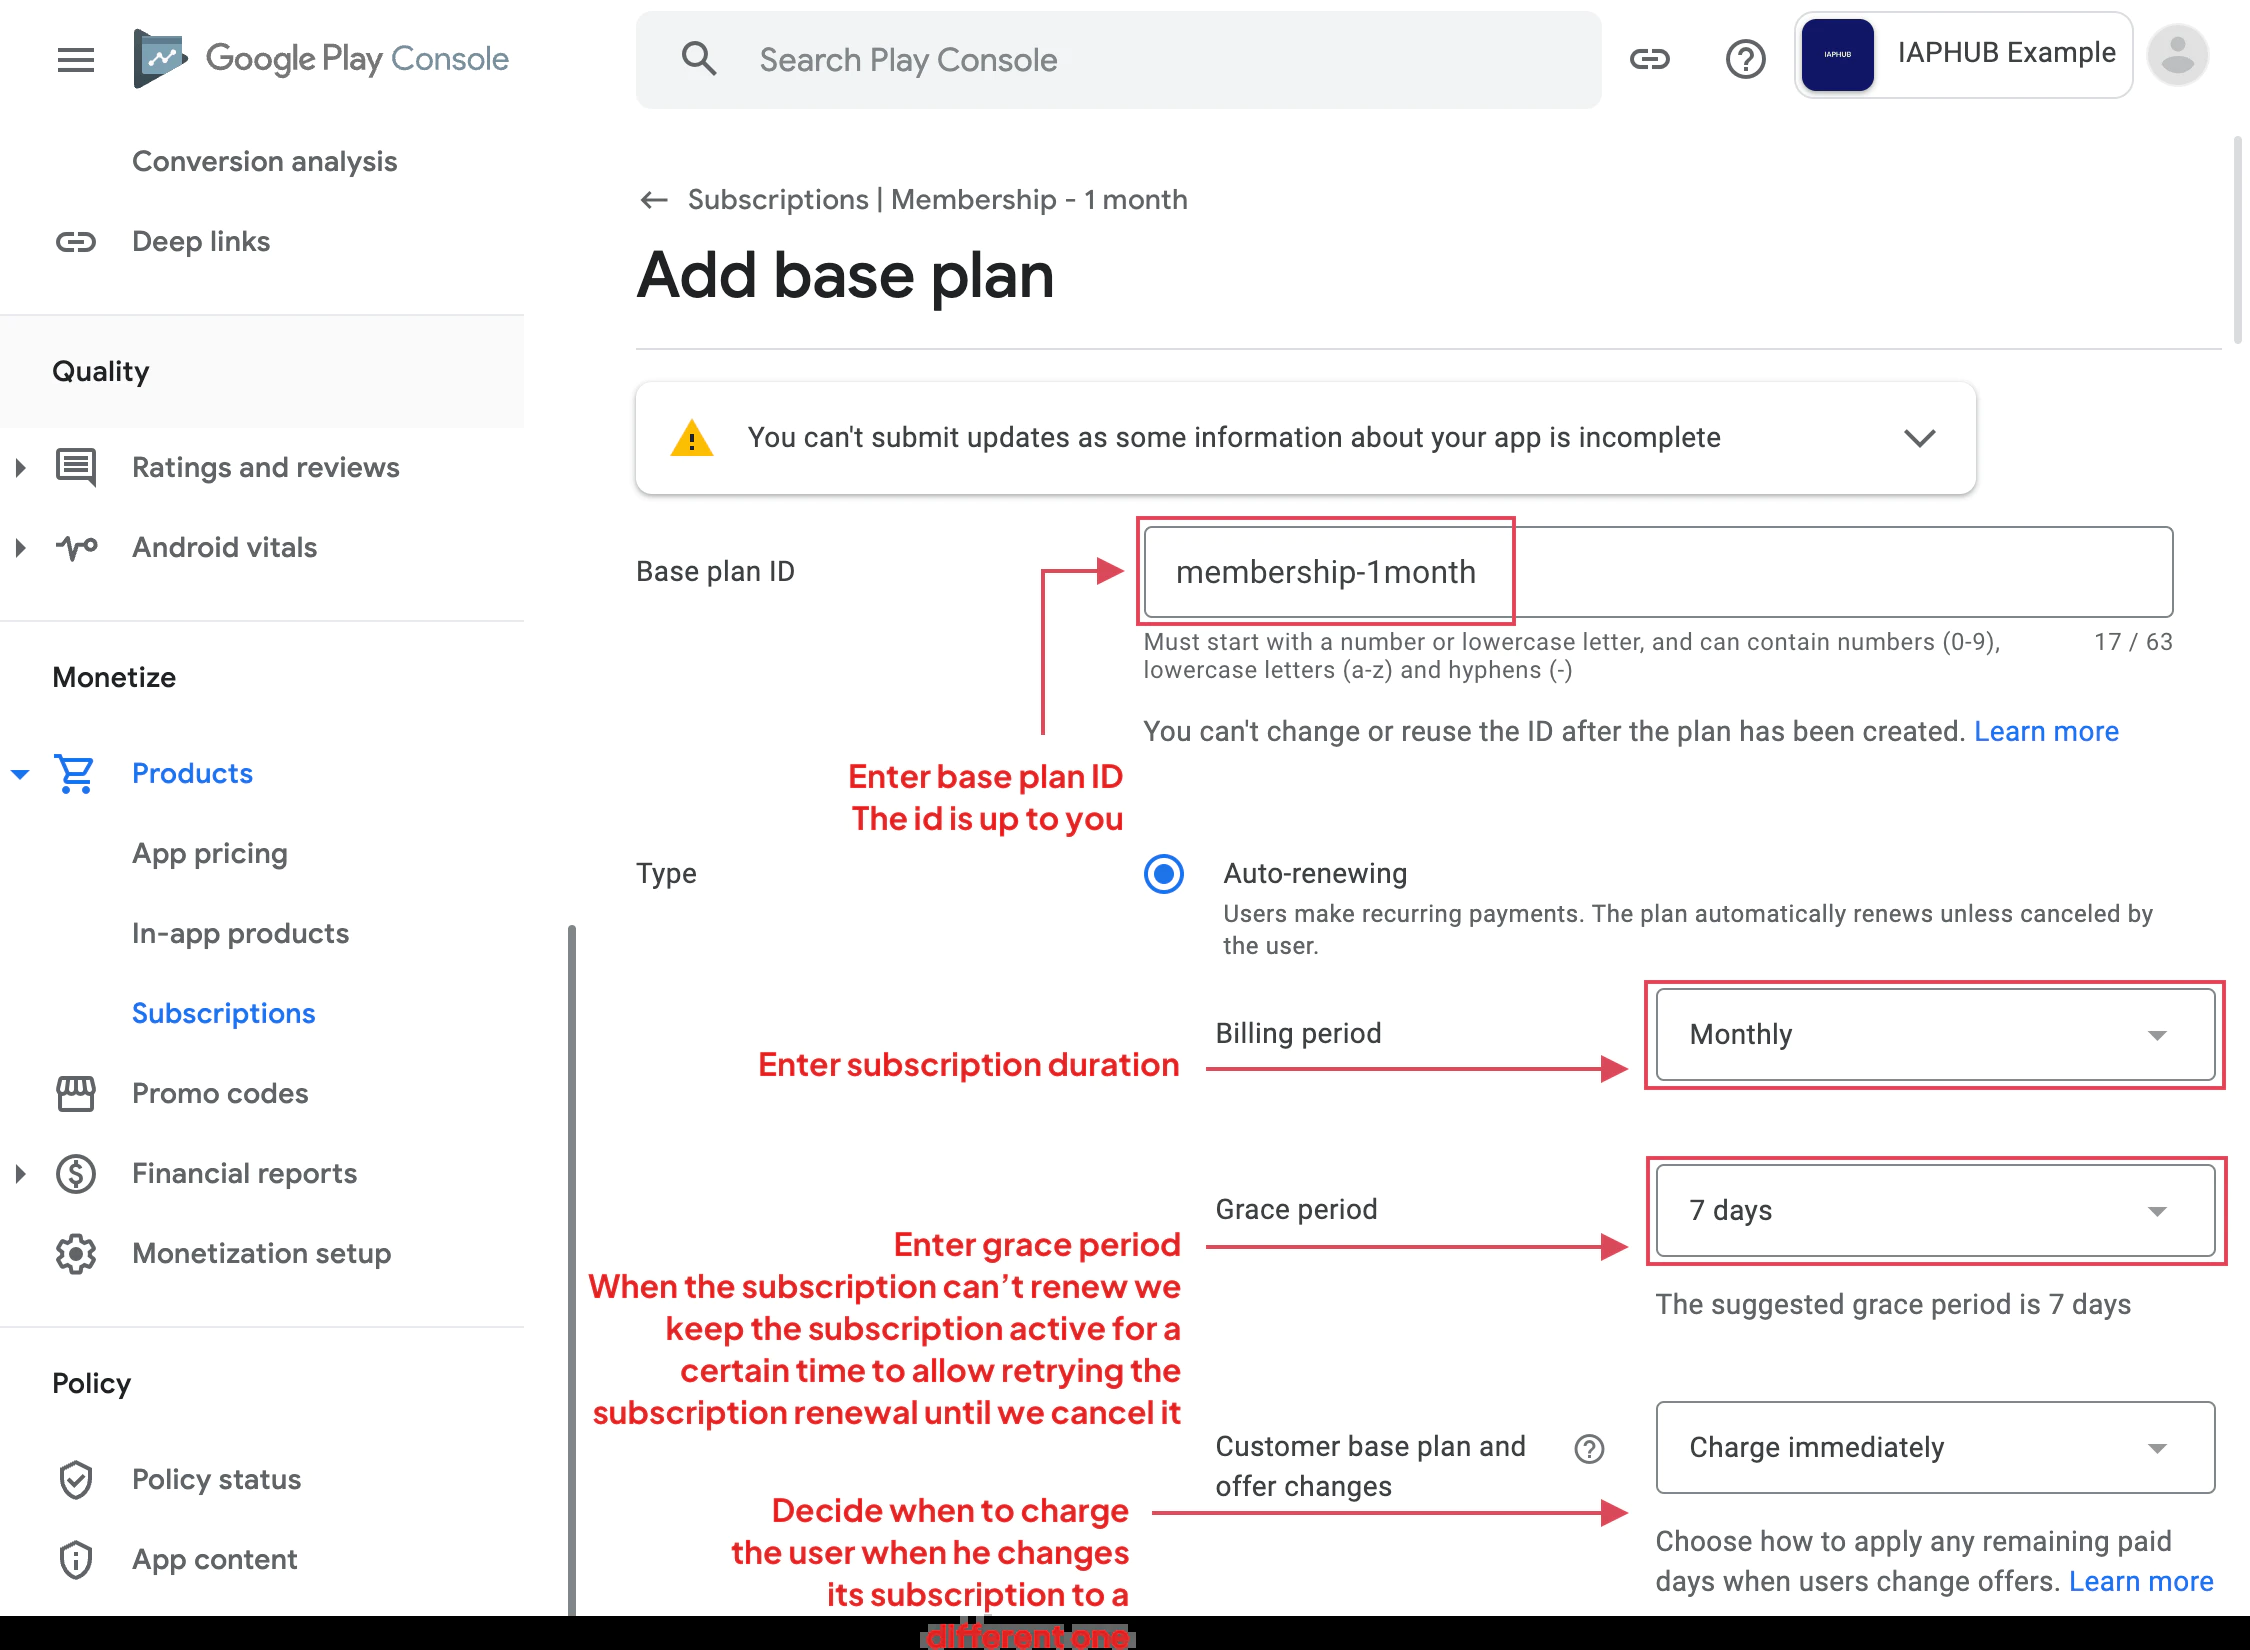 Google Play Console
Search Play Console
IAPHUB
IAPHUB Example
Conversion analysis
Deep links
Quality
Ratings and reviews
Android vitals
Monetize
Products
App pricing
In-app products
Subscriptions
Promo codes
Financial reports
Monetization setup
Policy
Policy status
App content
Subscriptions | Membership - 1 month
Add base plan
You can't submit updates as some information about your app is incomplete
Base plan ID
membership-1month
Must start with a number or lowercase letter, and can contain numbers (0-9),
lowercase letters (a-z) and hyphens (-)
17 / 63
You can't change or reuse the ID after the plan has been created. Learn more
Enter base plan ID
The id is up to you
Type
Auto-renewing
Users make recurring payments. The plan automatically renews unless canceled by
the user.
Billing period
Monthly
Enter subscription duration
Grace period
7 days
The suggested grace period is 7 days
Enter grace period
When the subscription can’t renew we
keep the subscription active for a
certain time to allow retrying the
subscription renewal until we cancel it
Customer base plan and
offer changes
Charge immediately
Choose how to apply any remaining paid
days when users change offers. Learn more
Decide when to charge
the user when he changes
its subscription to a
different one